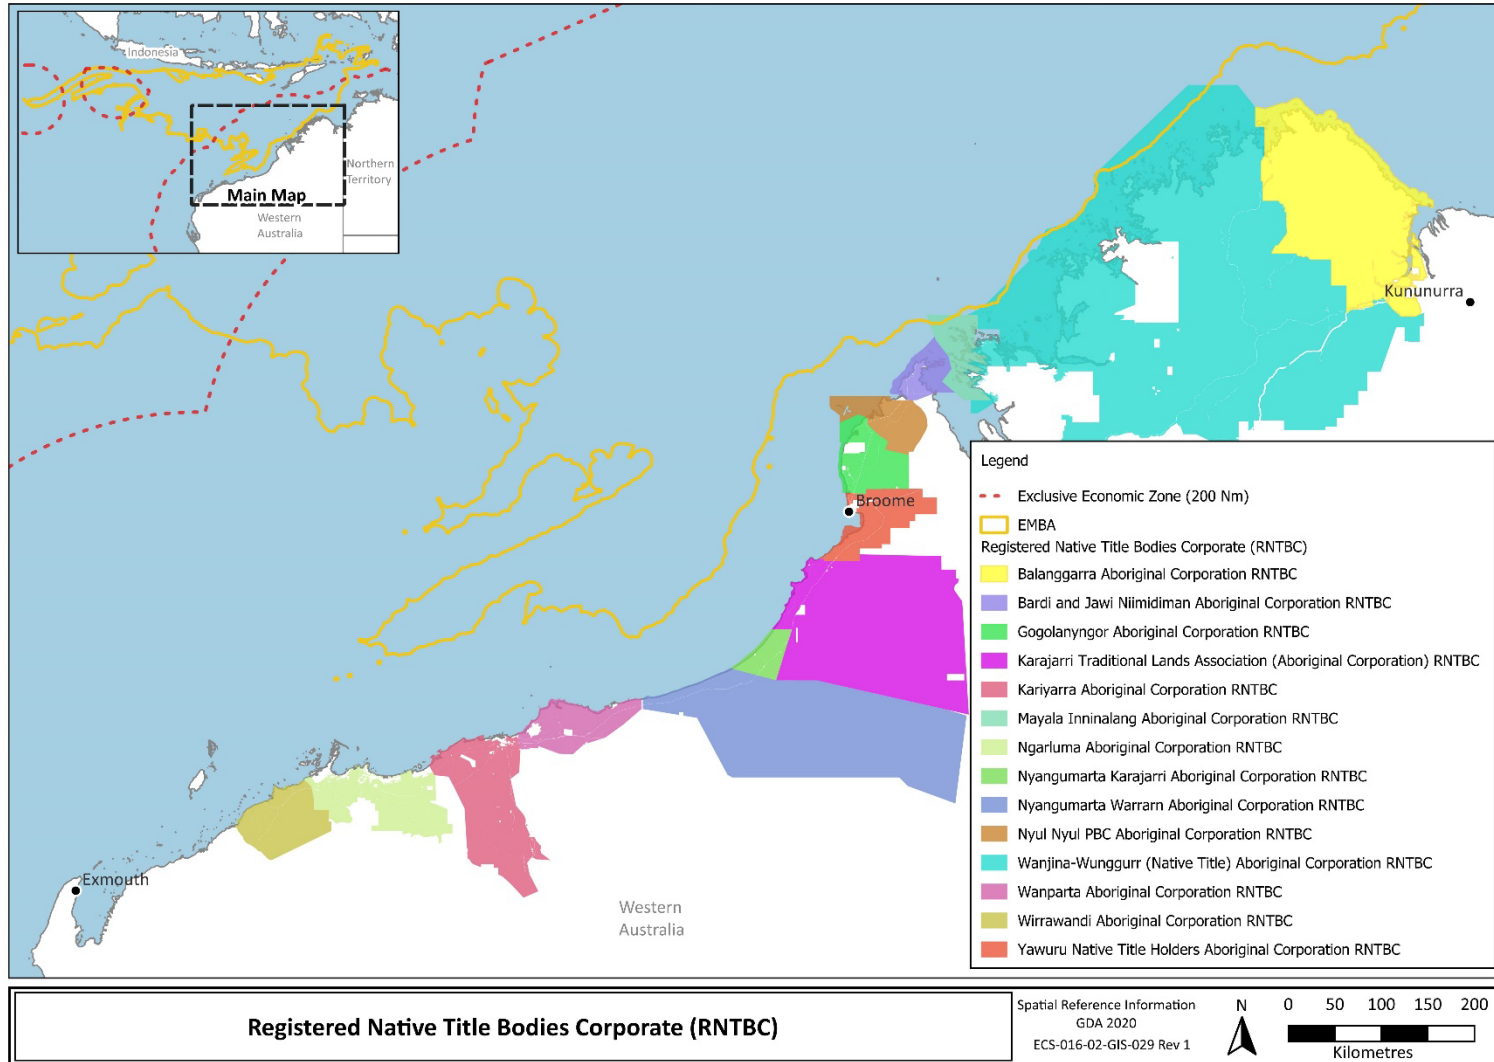 Indonesia
Northern
Territory
Main Map
Western
Australia
Kununurra
Broome
Exmouth
Western
Australia
Legend
Exclusive Economic Zone (200 Nm)
EMBA
Registered Native Title Bodies Corporate (RNTBC)
Balanggarra Aboriginal Corporation RNTBC
Bardi and Jawi Niimidiman Aboriginal Corporation RNTBC
Gogolanyngor Aboriginal Corporation RNTBC
Karajarri Traditional Lands Association (Aboriginal Corporation) RNTBC
Kariyarra Aboriginal Corporation RNTBC
Mayala Inninalang Aboriginal Corporation RNTBC
Ngarluma Aboriginal Corporation RNTBC
Nyangumarta Karajarri Aboriginal Corporation RNTBC
Nyangumarta Warrarn Aboriginal Corporation RNTBC
Nyul Nyul PBC Aboriginal Corporation RNTBC
Wanjina-Wunggurr (Native Title) Aboriginal Corporation RNTBC
Wanparta Aboriginal Corporation RNTBC
Wirrawandi Aboriginal Corporation RNTBC
Yawuru Native Title Holders Aboriginal Corporation RNTBC
Registered Native Title Bodies Corporate (RNTBC)
Spatial Reference Information
GDA 2020
ECS-016-02-GIS-029 Rev 1
N
0 50 100 150 200
Kilometres